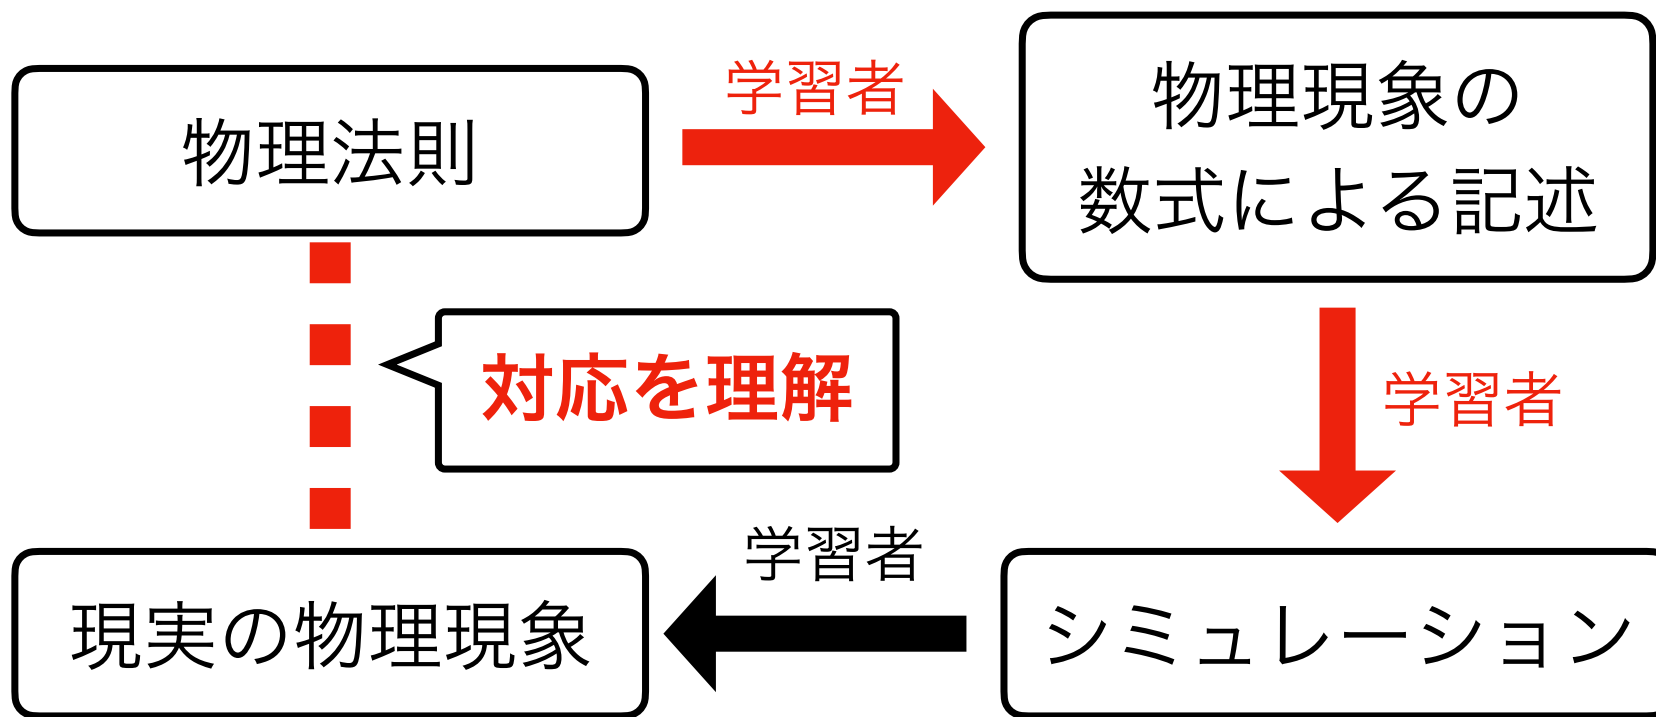 物理法則
学習者
物理現象の
数式による記述
対応を理解
学習者
現実の物理現象
学習者
シミュレーション